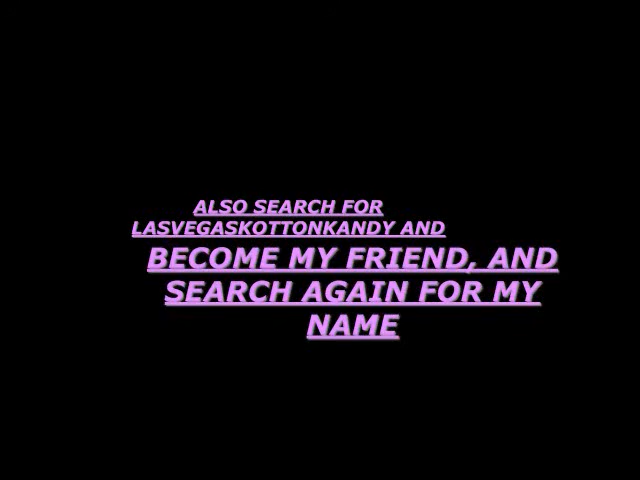 ALSO SEARCH FOR
LASVEGASKOTTONKANDY AND
BECOME MY FRIEND, AND
SEARCH AGAIN FOR MY
NAME